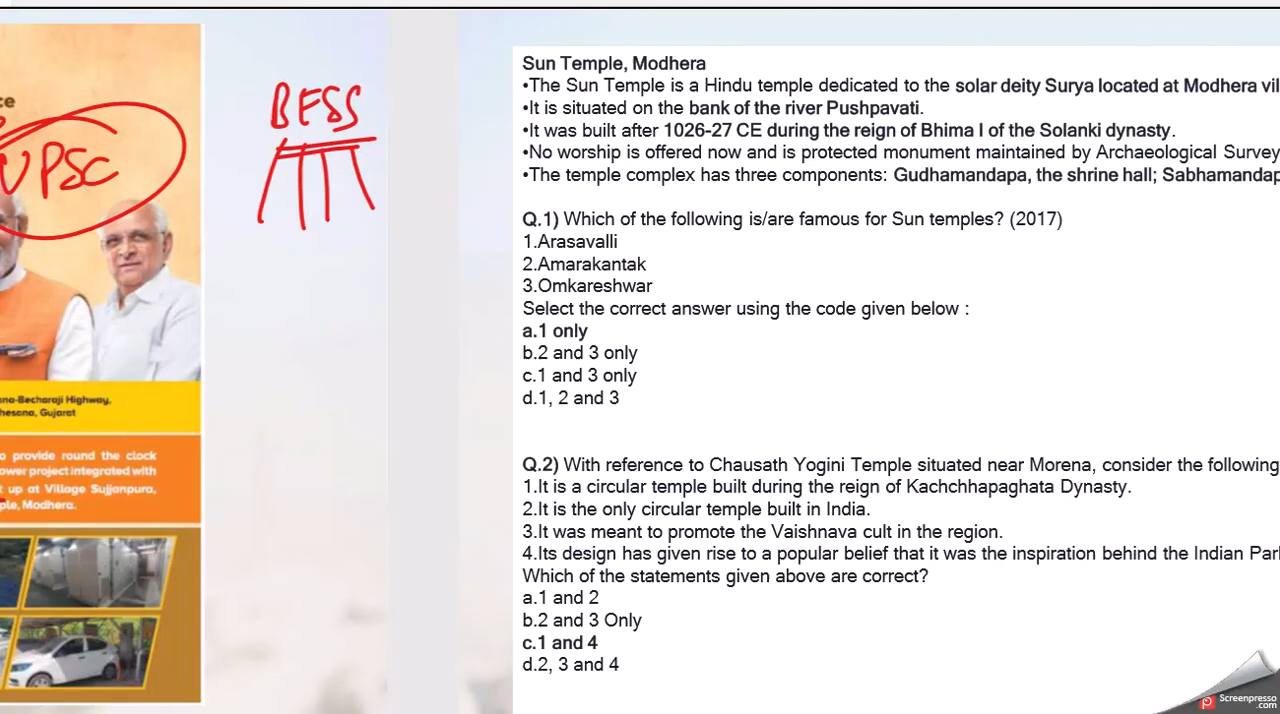 ce
UPSC
BESS
ana-Becharaji Highway,
hesana, Gujarat
o provide round the clock
ower project integrated with
t up at Village Sujjanpura,
ple, Modhera.
Sun Temple, Modhera
•The Sun Temple is a Hindu temple dedicated to the solar deity Surya located at Modhera vil
•It is situated on the bank of the river Pushpavati.
•It was built after 1026-27 CE during the reign of Bhima I of the Solanki dynasty.
•No worship is offered now and is protected monument maintained by Archaeological Survey
•The temple complex has three components: Gudhamandapa, the shrine hall; Sabhamandap
Q.1) Which of the following is/are famous for Sun temples? (2017)
1.Arasavalli
2.Amarakantak
3.Omkareshwar
Select the correct answer using the code given below :
a.1 only
b.2 and 3 only
c.1 and 3 only
d.1, 2 and 3
Q.2) With reference to Chausath Yogini Temple situated near Morena, consider the following
1.It is a circular temple built during the reign of Kachchhapaghata Dynasty.
2.It is the only circular temple built in India.
3.It was meant to promote the Vaishnava cult in the region.
4.Its design has given rise to a popular belief that it was the inspiration behind the Indian Parl
Which of the statements given above are correct?
a.1 and 2
b.2 and 3 Only
c.1 and 4
d.2, 3 and 4
Screenpresso
.com